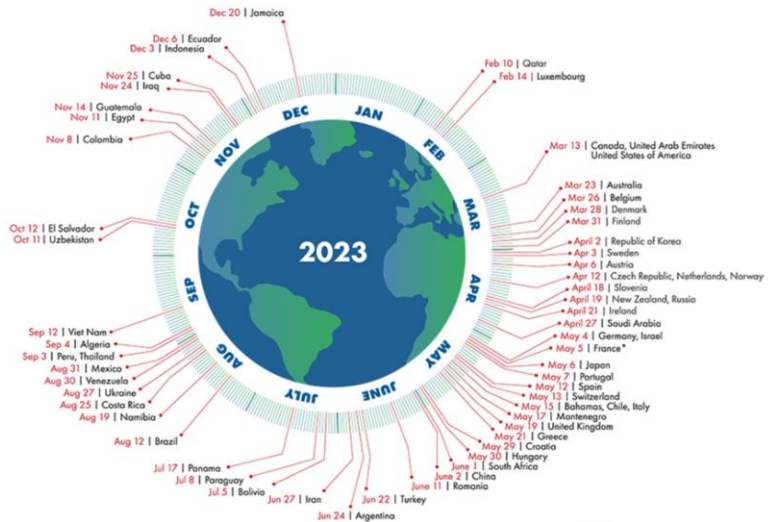 Dec 20 | Jamaica
Dec 6 | Ecuador
Dec 3 | Indonesia
Nov 25 | Cuba
Nov 24 | Iraq
Nov 14 | Guatemala
Nov 11 | Egypt
Nov 8 | Colombia
Oct 12 | El Salvador
Oct 11 | Uzbekistan
Sep 12 | Viet Nam
Sep 4 | Algeria
Sep 3 | Peru, Thailand
Aug 31 | Mexico
Aug 30 | Venezuela
Aug 27 | Ukraine
Aug 25 | Costa Rica
Aug 19 | Namibia
Aug 12 | Brazil
Jul 17 | Panama
Jul 8 | Paraguay
Jul 5 | Bolivia
Jun 27 | Iran
Jun 24 | Argentina
Jun 22 | Turkey
JAN
FEB
MAR
APR
MAY
JUNE
JULY
AUG
SEP
OCT
NOV
DEC
2023
Feb 10 | Qatar
Feb 14 | Luxembourg
Mar 13 | Canada, United Arab Emirates
United States of America
Mar 23 | Australia
Mar 26 | Belgium
Mar 28 | Denmark
Mar 31 | Finland
April 2 | Republic of Korea
Apr 3 | Sweden
Apr 6 | Austria
Apr 12 | Czech Republic, Netherlands, Norway
April 18 | Slovenia
April 19 | New Zealand, Russia
April 21 | Ireland
April 27 | Saudi Arabia
May 4 | Germany, Israel
May 5 | France*
May 6 | Japan
May 7 | Portugal
May 12 | Spain
May 13 | Switzerland
May 15 | Bahamas, Chile, Italy
May 17 | Montenegro
May 19 | United Kingdom
May 21 | Greece
May 29 | Croatia
May 30 | Hungary
June 1 | South Africa
June 2 | China
June 11 | Romania